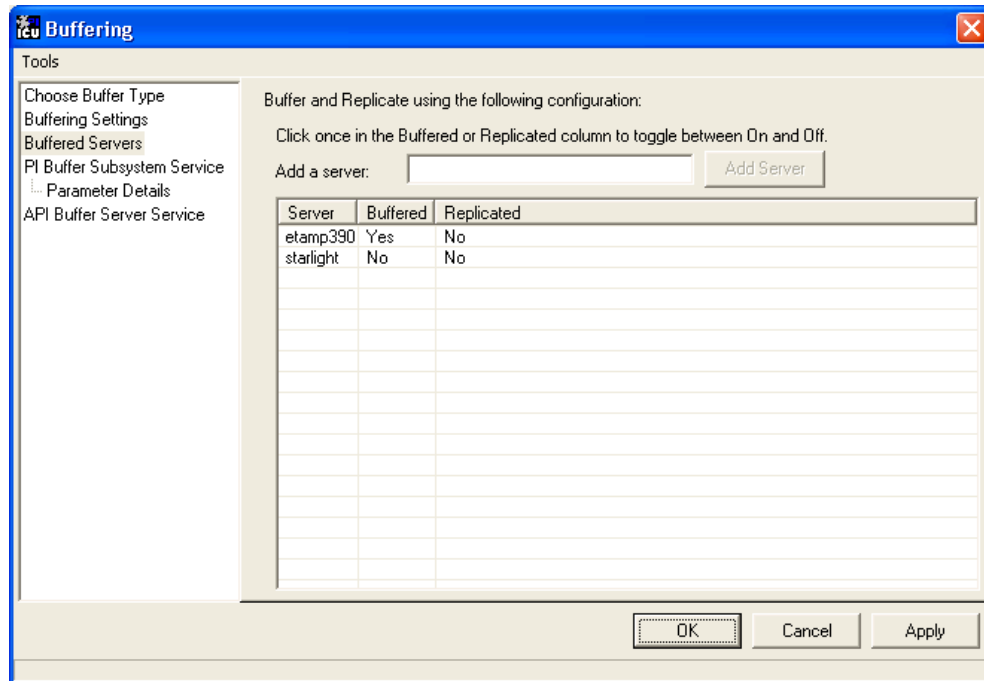 ICU Buffering
Tools
Choose Buffer Type
Buffering Settings
Buffered Servers
PI Buffer Subsystem Service
Parameter Details
API Buffer Server Service
Buffer and Replicate using the following configuration:
Click once in the Buffered or Replicated column to toggle between On and Off.
Add a server: Add Server
Server Buffered Replicated
etamp390 Yes No
starlight No No
OK Cancel Apply